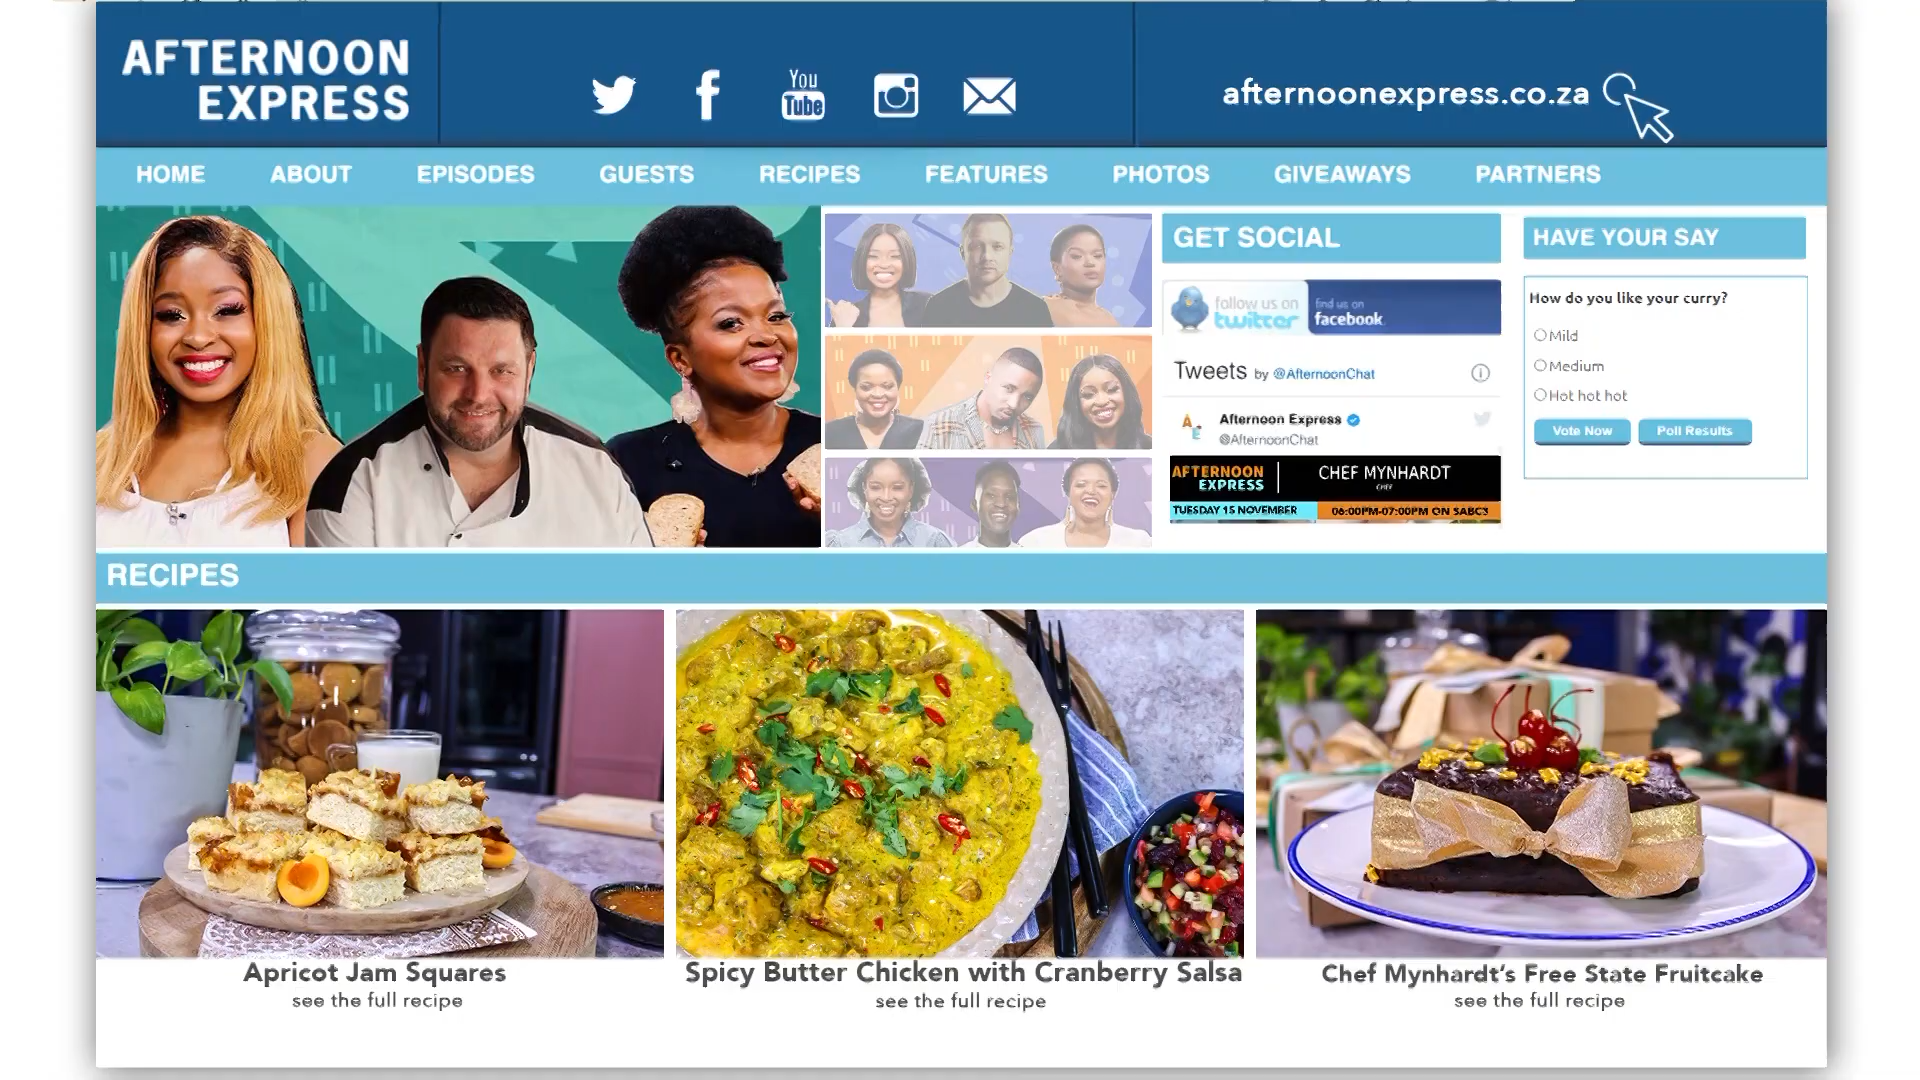 AFTERNOON
EXPRESS
You
Tube
afternoonexpress.co.za
HOME ABOUT EPISODES GUESTS RECIPES FEATURES PHOTOS GIVEAWAYS PARTNERS
GET SOCIAL
follow us on
twitter
find us on
facebook
Tweets by @AfternoonChat
Afternoon Express
@AfternoonChat
AFTERNOON
EXPRESS
CHEF MYNHARDT
CHEF
TUESDAY 15 NOVEMBER
06:00PM-07:00PM ON SABC3
HAVE YOUR SAY
How do you like your curry?
Mild
Medium
Hot hot hot
Vote Now Poll Results
RECIPES
Apricot Jam Squares
see the full recipe
Spicy Butter Chicken with Cranberry Salsa
see the full recipe
Chef Mynhardt's Free State Fruitcake
see the full recipe